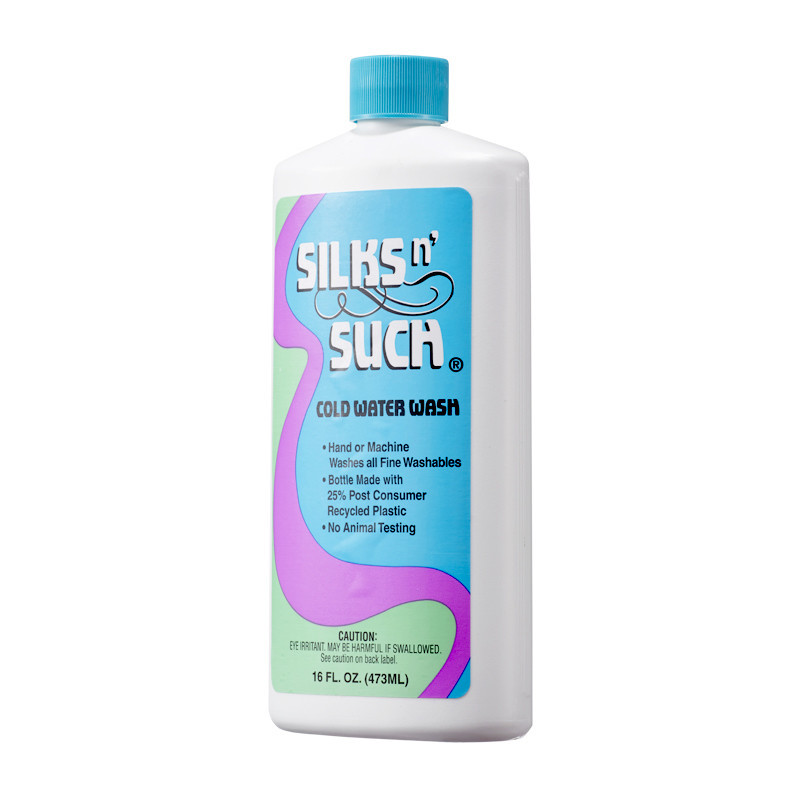 SILKS n'
SUCH ®
COLD WATER WASH
• Hand or Machine
Washes all Fine Washables
• Bottle Made with
25% Post Consumer
Recycled Plastic
• No Animal Testing
CAUTION:
EYE IRRITANT. MAY BE HARMFUL IF SWALLOWED.
See caution on back label.
16 FL. OZ. (473ML)